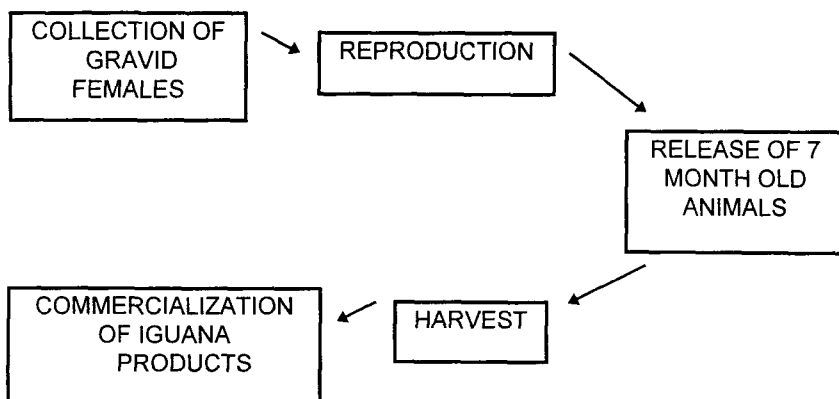 COLLECTION OF
GRAVID
FEMALES
REPRODUCTION
RELEASE OF 7
MONTH OLD
ANIMALS
HARVEST
COMMERCIALIZATION
OF IGUANA
PRODUCTS